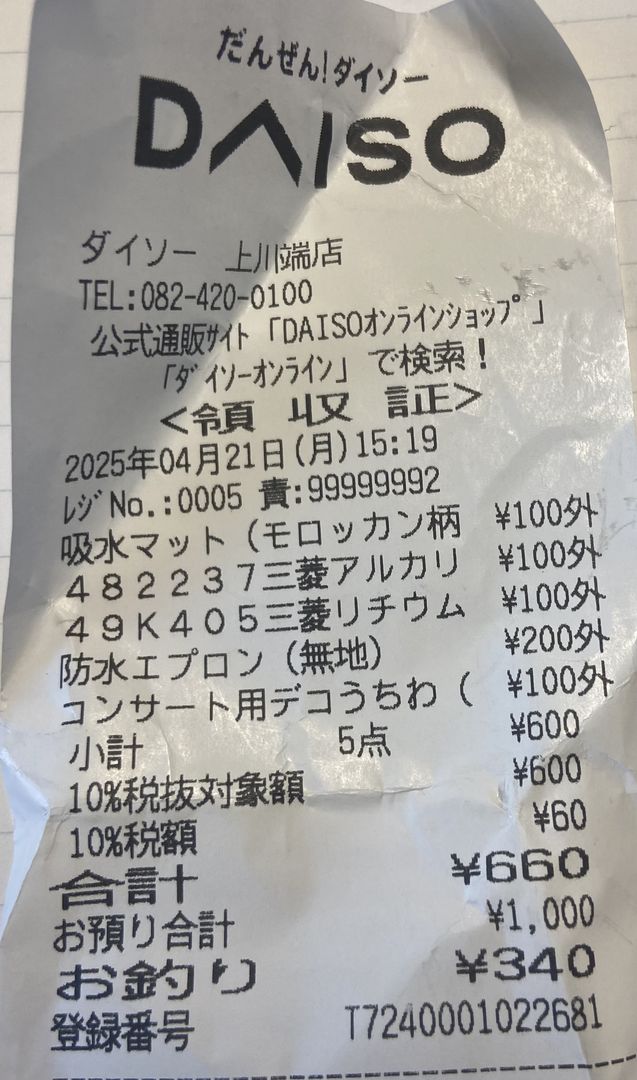 だんぜん!ダイソー
DAISO
ダイソー 上川端店
TEL:082-420-0100
公式通販ｻｲﾄ「DAISOｵﾝﾗｲﾝｼｮｯﾌﾟ」
「ﾀﾞｲｿｰｵﾝﾗｲﾝ」で検索!
<領収証>
2025年04月21日(月)15:19
ﾚｼﾞNo.:0005 責:99999992
吸水マット(モロッカン柄 ¥100外
482237三菱アルカリ ¥100外
49K405三菱リチウム ¥100外
防水エプロン(無地) ¥200外
コンサート用デコうちわ( ¥100外
小計 5点 ¥600
10%税抜対象額 ¥600
10%税額 ¥60
合計 ¥660
お預り合計 ¥1,000
お釣り ¥340
登録番号 T7240001022681